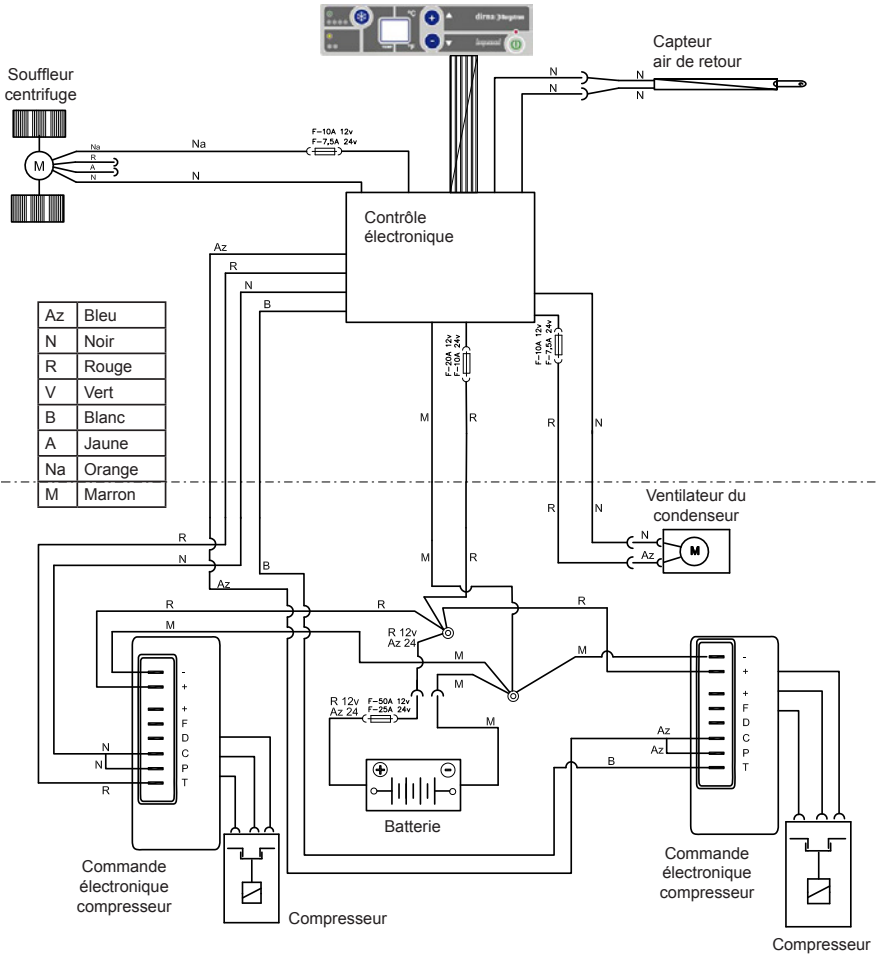 °C
+
dirna Bergstrom
TEMP
°F
-
Capteur
air de retour
N
N
N
N
Souffleur
centrifuge
M
Na
R
A
N
Na
N
F-10A 12v
F-7,5A 24v
Contrôle
électronique
Az
R
N
B
Az Bleu
N Noir
R Rouge
V Vert
B Blanc
A Jaune
Na Orange
M Marron
F-20A 12v
F-10A 24v
F-10A 12v
F-7,5A 24v
M
R
R
N
R
N
Ventilateur du
condenseur
N
Az
M
R
N
B
Az
M
R
R
M
R
R 12v
Az 24
R
M
M
M
R 12v
Az 24
F-50A 12v
F-25A 24v
M
-
+
+
F
D
C
P
T
N
N
R
-
+
+
F
D
C
P
T
Az
Az
B
+
-
Batterie
Commande
électronique
compresseur
Compresseur
Commande
électronique
compresseur
Compresseur